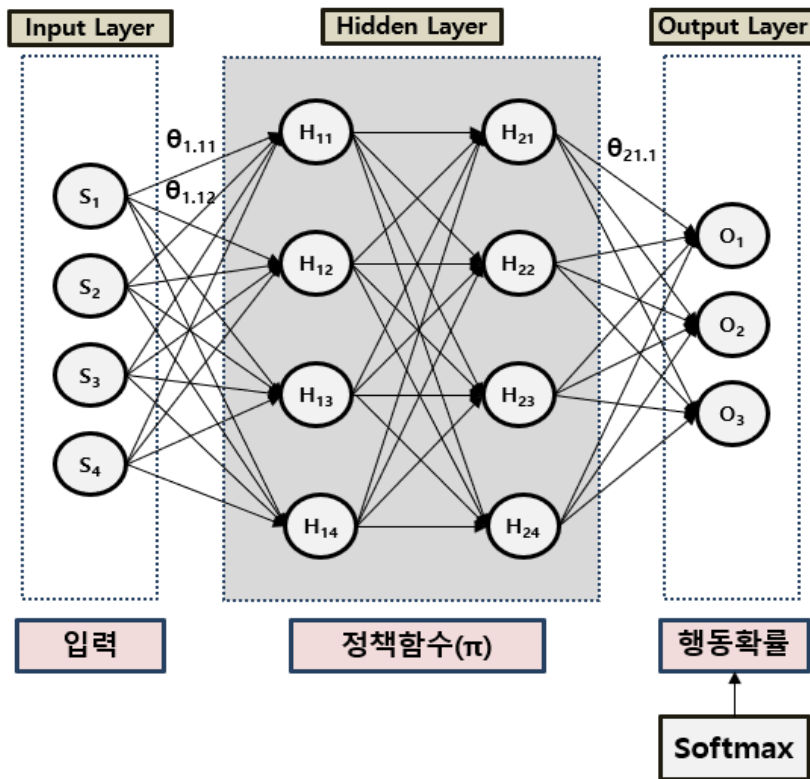 Input Layer
Hidden Layer
Output Layer
θ1.11
θ1.12
θ21.1
S1
S2
S3
S4
H11
H12
H13
H14
H21
H22
H23
H24
O1
O2
O3
입력
정책함수(π)
행동확률
Softmax